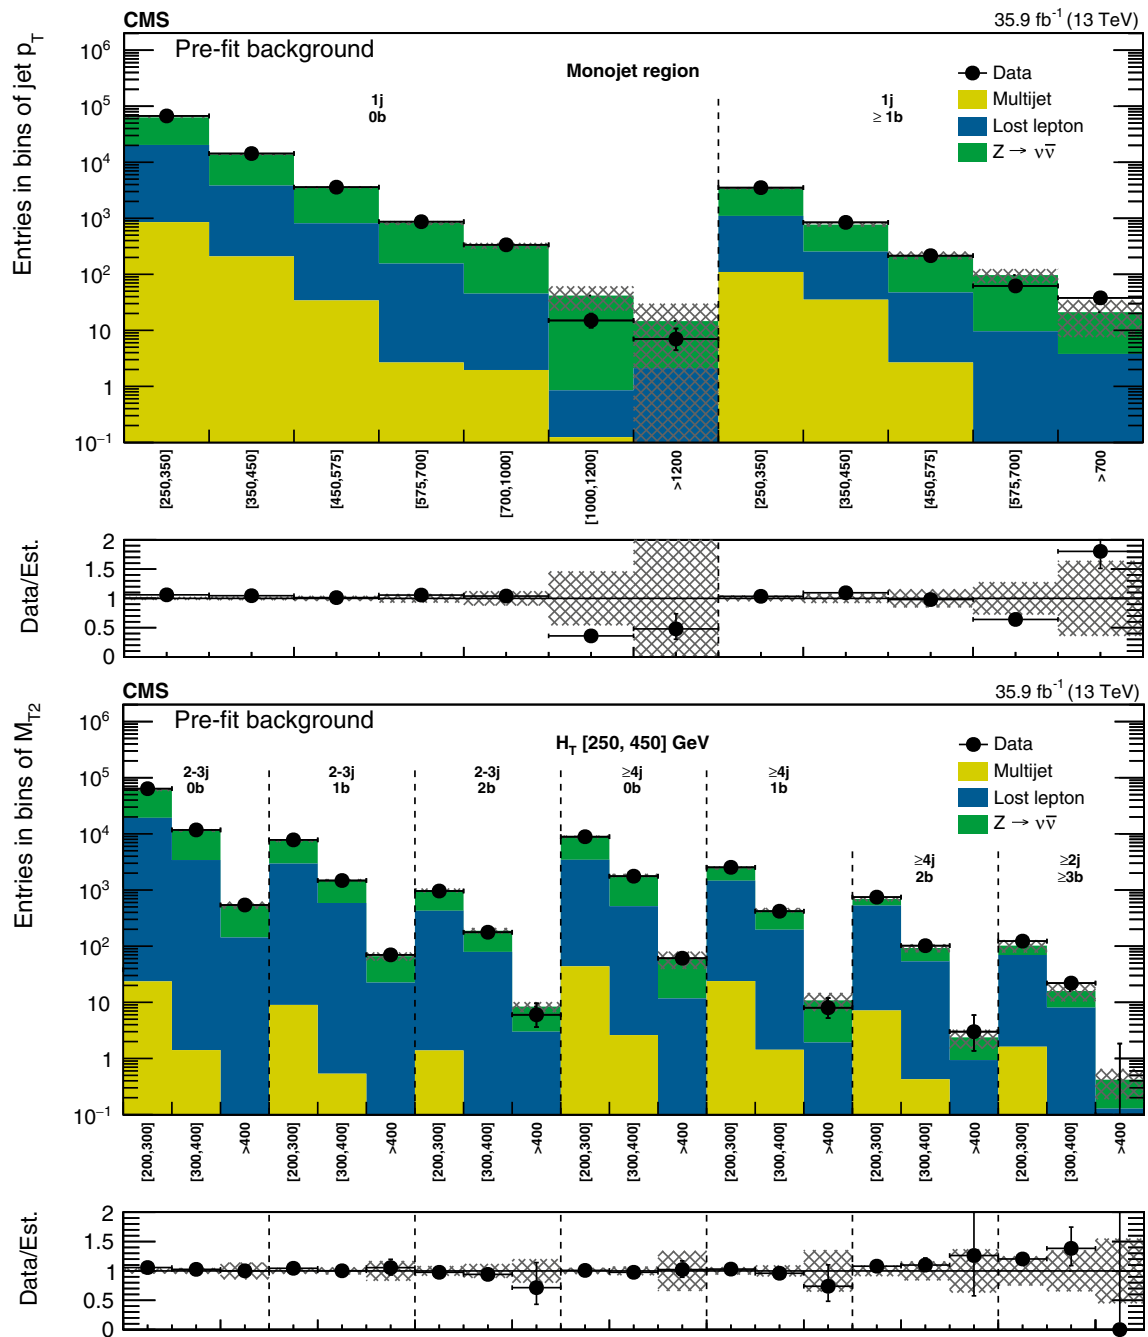 CMS 35.9 fb⁻¹ (13 TeV)
Pre-fit background
Monojet region
1j
0b
1j
≥ 1b
Data
Multijet
Lost lepton
Z → νν̅
Entries in bins of jet p_T
10⁶
10⁵
10⁴
10³
10²
10
1
10⁻¹
[250,350] [350,450] [450,575] [575,700] [700,1000] [1000,1200] >1200 [250,350] [350,450] [450,575] [575,700] >700
Data/Est.
2
1.5
1
0.5
0
CMS 35.9 fb⁻¹ (13 TeV)
Pre-fit background
H_T [250, 450] GeV
2-3j
0b
2-3j
1b
2-3j
2b
≥4j
0b
≥4j
1b
≥4j
2b
≥2j
≥3b
Data
Multijet
Lost lepton
Z → νν̅
Entries in bins of M_T2
10⁶
10⁵
10⁴
10³
10²
10
1
10⁻¹
[200,300] [300,400] >400 [200,300] [300,400] >400 [200,300] [300,400] >400 [200,300] [300,400] >400 [200,300] [300,400] >400 [200,300] [300,400] >400 [200,300] [300,400] >400
Data/Est.
2
1.5
1
0.5
0